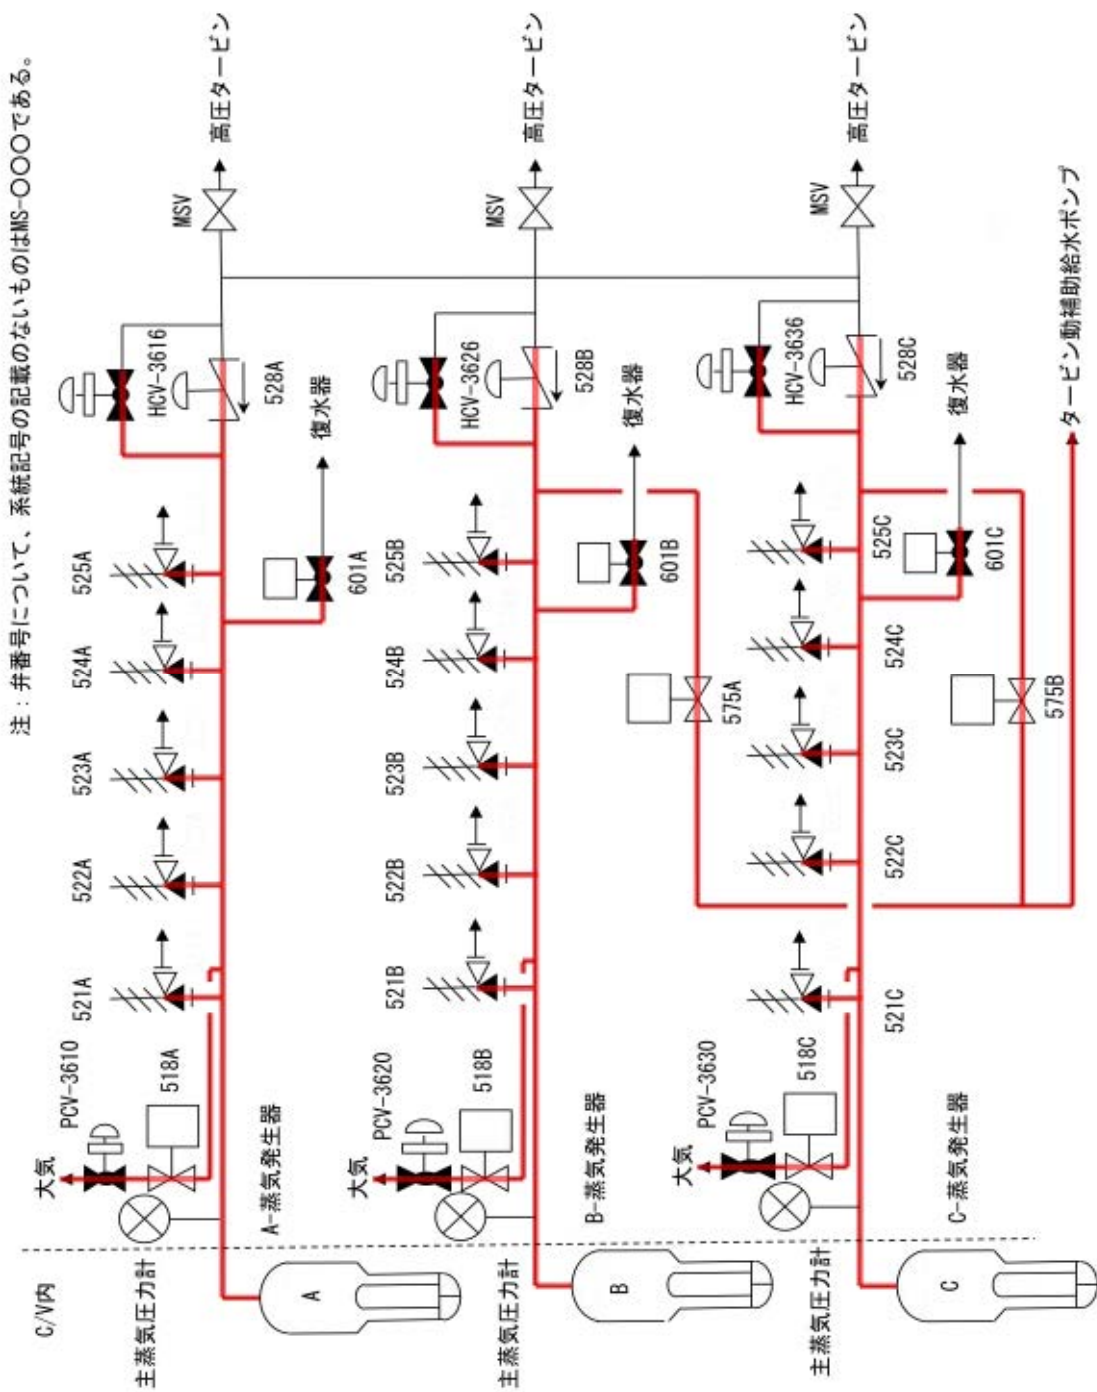 注：弁番号について、系統記号の記載のないものはMS-〇〇〇である。
C/V内
主蒸気圧力計
A
A-蒸気発生器
大気
PCV-3610
518A
521A
522A
523A
524A
525A
601A
復水器
HCV-3616
528A
MSV
高圧タービン
主蒸気圧力計
B
B-蒸気発生器
大気
PCV-3620
518B
521B
522B
523B
524B
525B
601B
復水器
575A
HCV-3626
528B
MSV
高圧タービン
主蒸気圧力計
C
C-蒸気発生器
大気
PCV-3630
518C
521C
522C
523C
524C
525C
601C
復水器
575B
HCV-3636
528C
MSV
高圧タービン
タービン動補助給水ポンプ